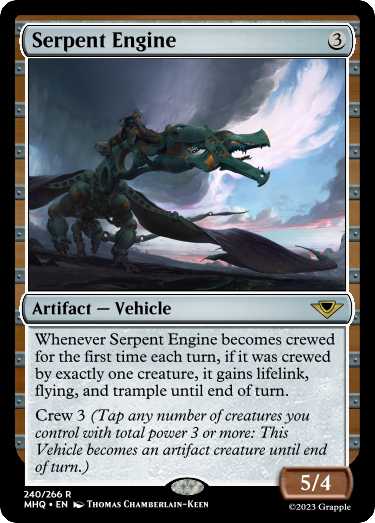 Serpent Engine 3
Artifact — Vehicle
Whenever Serpent Engine becomes crewed
for the first time each turn, if it was crewed
by exactly one creature, it gains lifelink,
flying, and trample until end of turn.
Crew 3 (Tap any number of creatures you
control with total power 3 or more: This
Vehicle becomes an artifact creature until end
of turn.)
5/4
240/266 R
MHQ • EN Thomas Chamberlain-Keen
©2023 Grapple